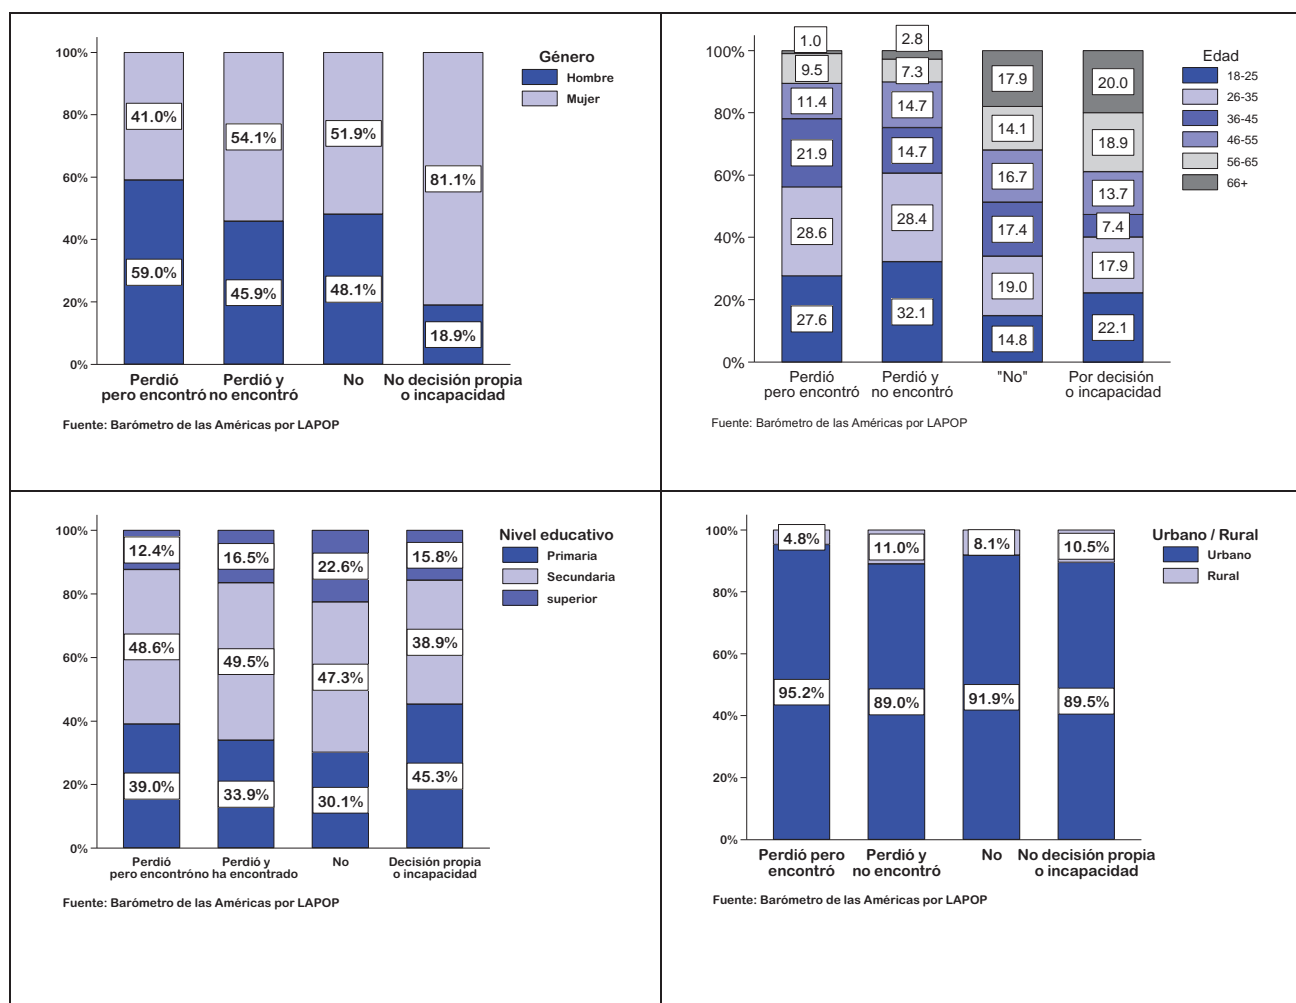 Género
Hombre
Mujer
100%
80%
60%
40%
20%
0%
41.0%
54.1%
51.9%
81.1%
59.0%
45.9%
48.1%
18.9%
Perdió
pero encontró
Perdió y
no encontró
No
No decisión propia
o incapacidad
Fuente: Barómetro de las Américas por LAPOP
Edad
18-25
26-35
36-45
46-55
56-65
66+
100%
80%
60%
40%
20%
0%
1.0
9.5
11.4
21.9
28.6
27.6
2.8
7.3
14.7
14.7
28.4
32.1
17.9
14.1
16.7
17.4
19.0
14.8
20.0
18.9
13.7
7.4
17.9
22.1
Perdió
pero encontró
Perdió y
no encontró
"No"
Por decisión
o incapacidad
Fuente: Barómetro de las Américas por LAPOP
Nivel educativo
Primaria
Secundaria
superior
100%
80%
60%
40%
20%
0%
12.4%
16.5%
22.6%
15.8%
48.6%
49.5%
47.3%
38.9%
39.0%
33.9%
30.1%
45.3%
Perdió
pero encontró
Perdió y
no ha encontrado
No
Decisión propia
o incapacidad
Fuente: Barómetro de las Américas por LAPOP
Urbano / Rural
Urbano
Rural
100%
80%
60%
40%
20%
0%
4.8%
11.0%
8.1%
10.5%
95.2%
89.0%
91.9%
89.5%
Perdió pero
encontró
Perdió y
no encontró
No
No decisión propia
o incapacidad
Fuente: Barómetro de las Américas por LAPOP